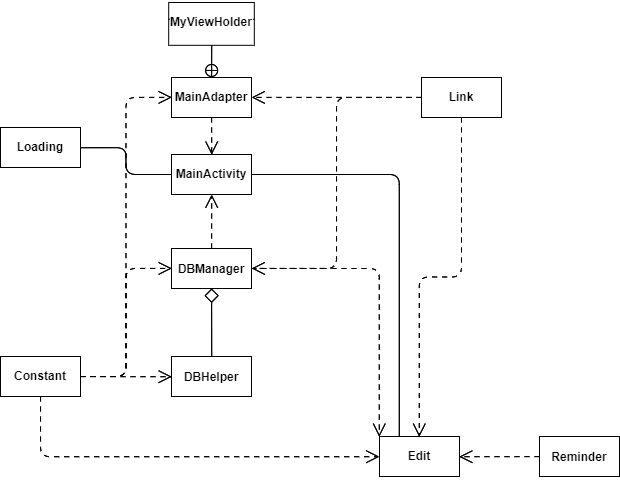 MyViewHolder
MainAdapter
Link
Loading
MainActivity
DBManager
Constant
DBHelper
Edit
Reminder